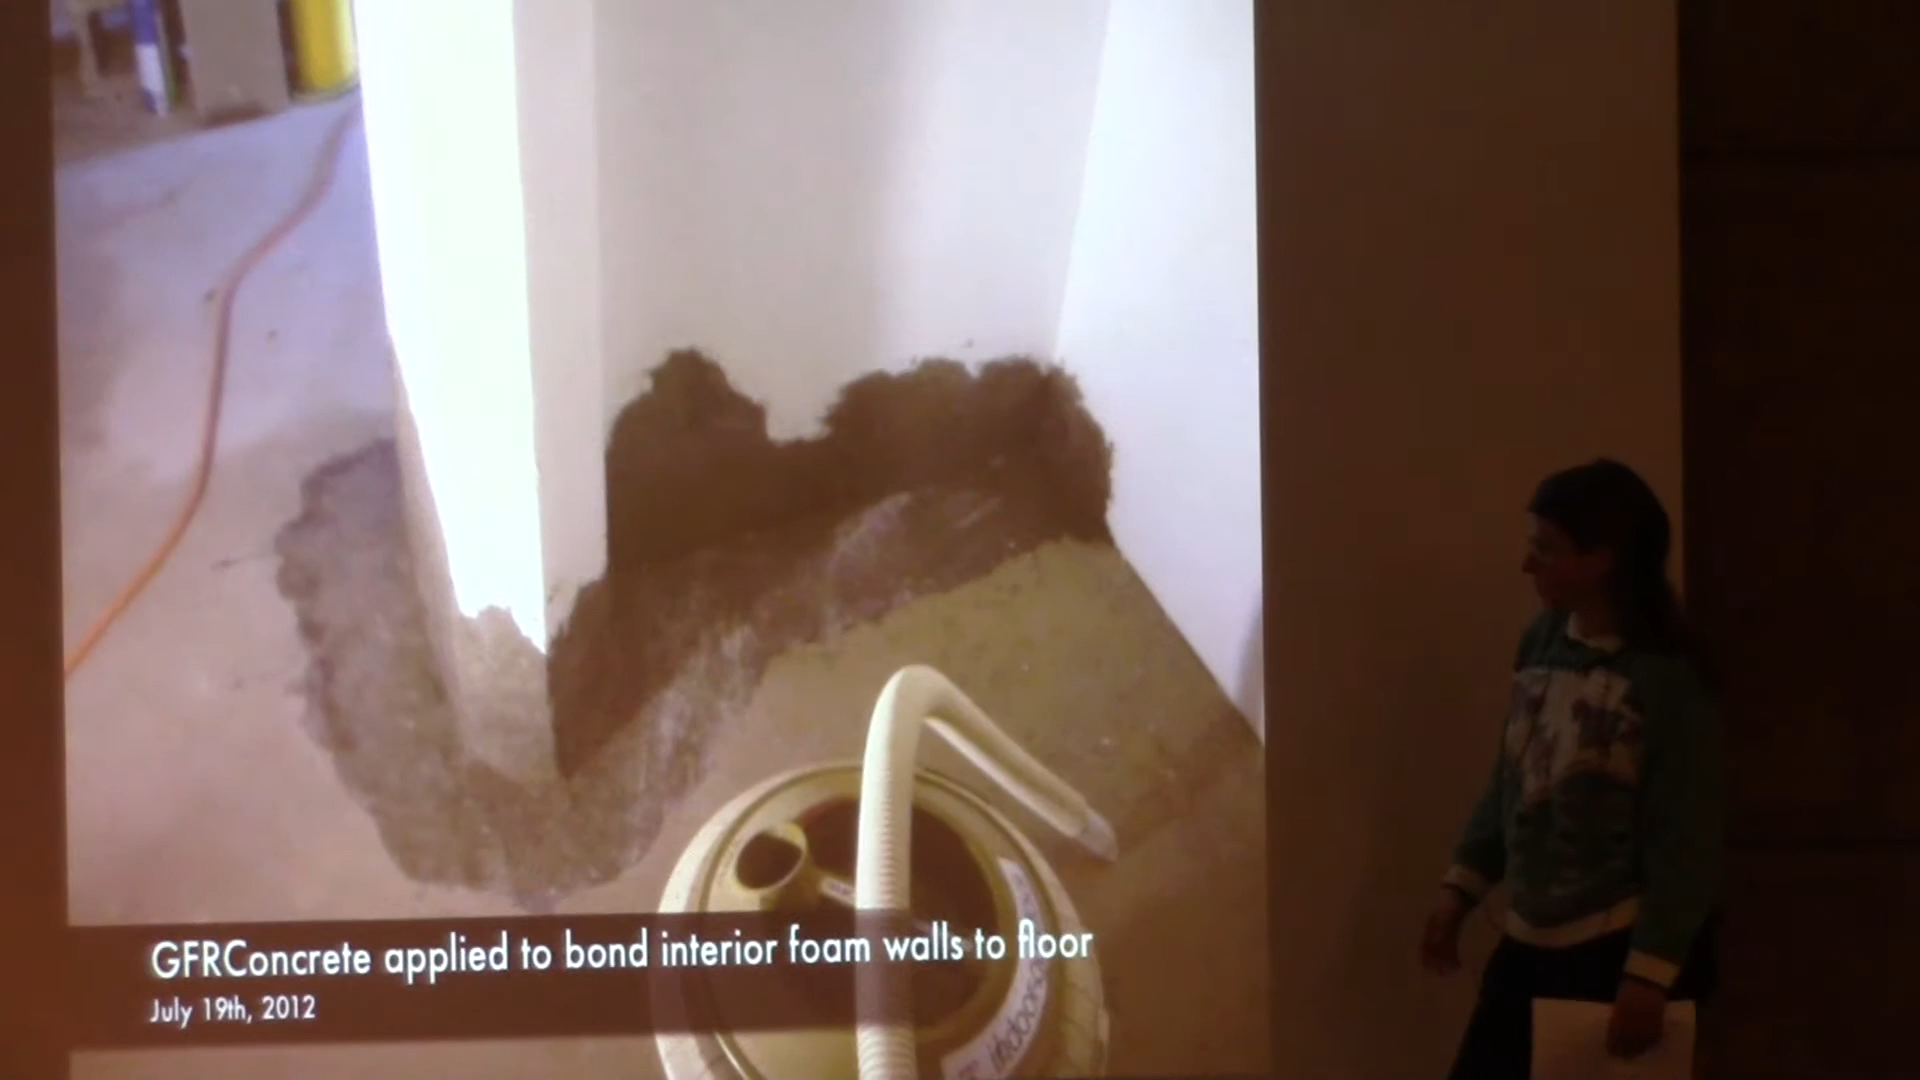 GFRConcrete applied to bond interior foam walls to floor
July 19th, 2012